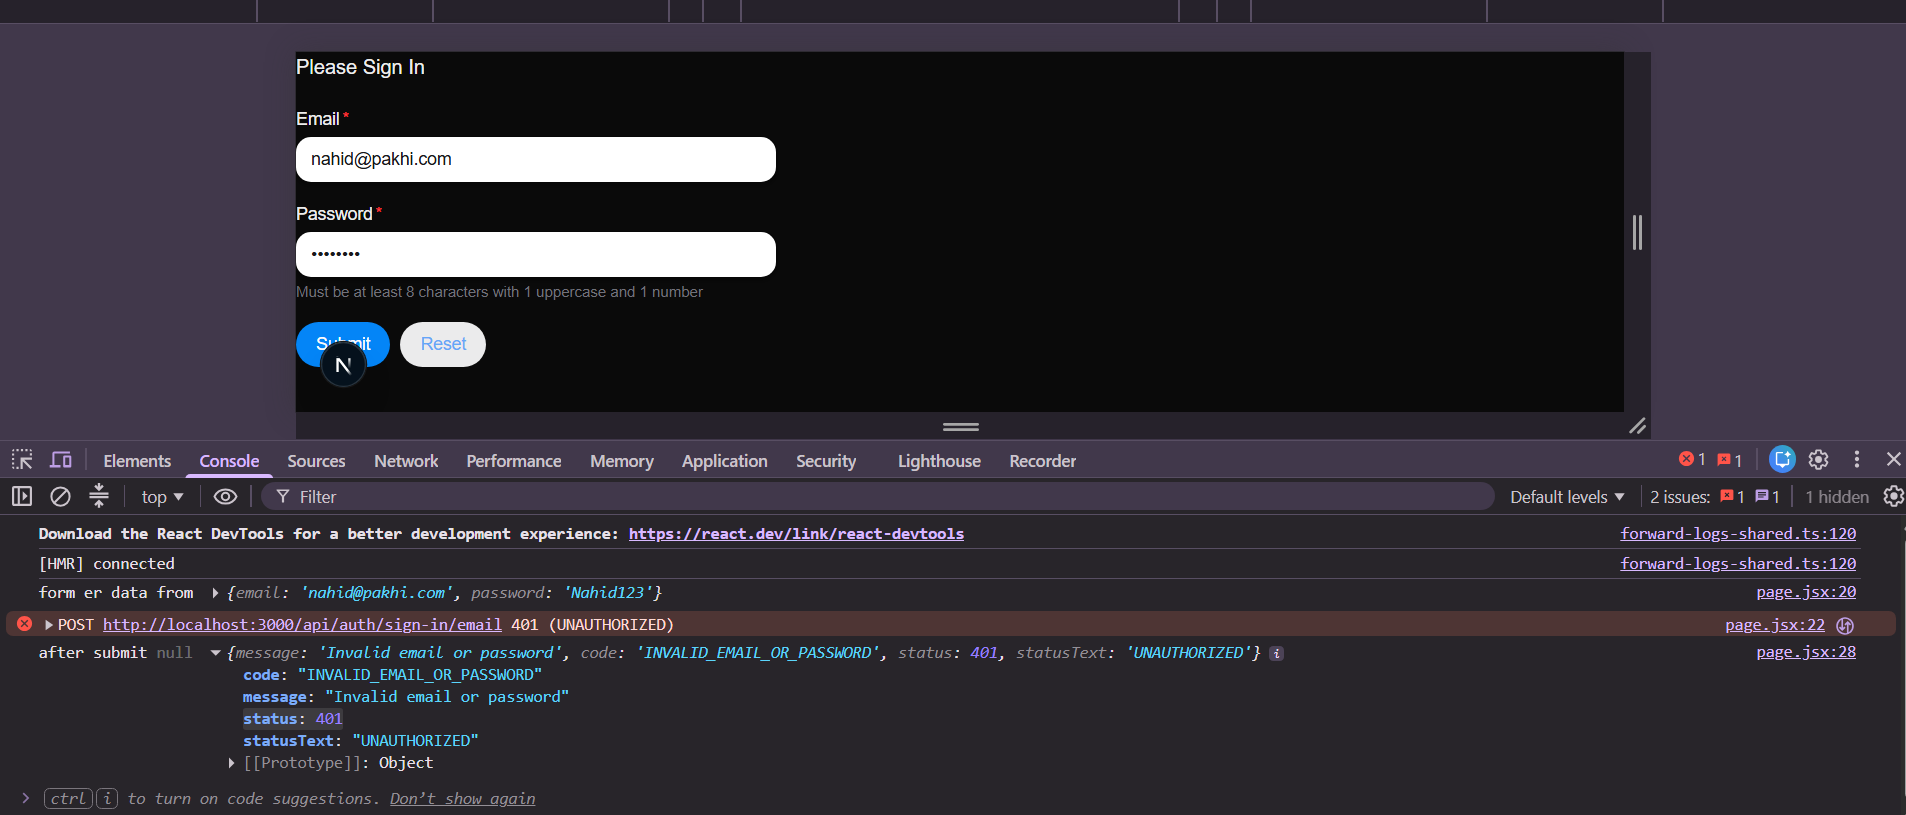 Please Sign In
Email *
nahid@pakhi.com
Password *
••••••••
Must be at least 8 characters with 1 uppercase and 1 number
Reset
N
Elements Console Sources Network Performance Memory Application Security Lighthouse Recorder 1 1
top Filter Default levels 2 issues: 1 1 1 hidden
Download the React DevTools for a better development experience: https://react.dev/link/react-devtools forward-logs-shared.ts:120
[HMR] connected forward-logs-shared.ts:120
form er data from {email: 'nahid@pakhi.com', password: 'Nahid123'} page.jsx:20
POST http://localhost:3000/api/auth/sign-in/email 401 (UNAUTHORIZED) page.jsx:22
after submit null {message: 'Invalid email or password', code: 'INVALID_EMAIL_OR_PASSWORD', status: 401, statusText: 'UNAUTHORIZED'} page.jsx:28
code: "INVALID_EMAIL_OR_PASSWORD"
message: "Invalid email or password"
status: 401
statusText: "UNAUTHORIZED"
[[Prototype]]: Object
ctrl i to turn on code suggestions. Don't show again